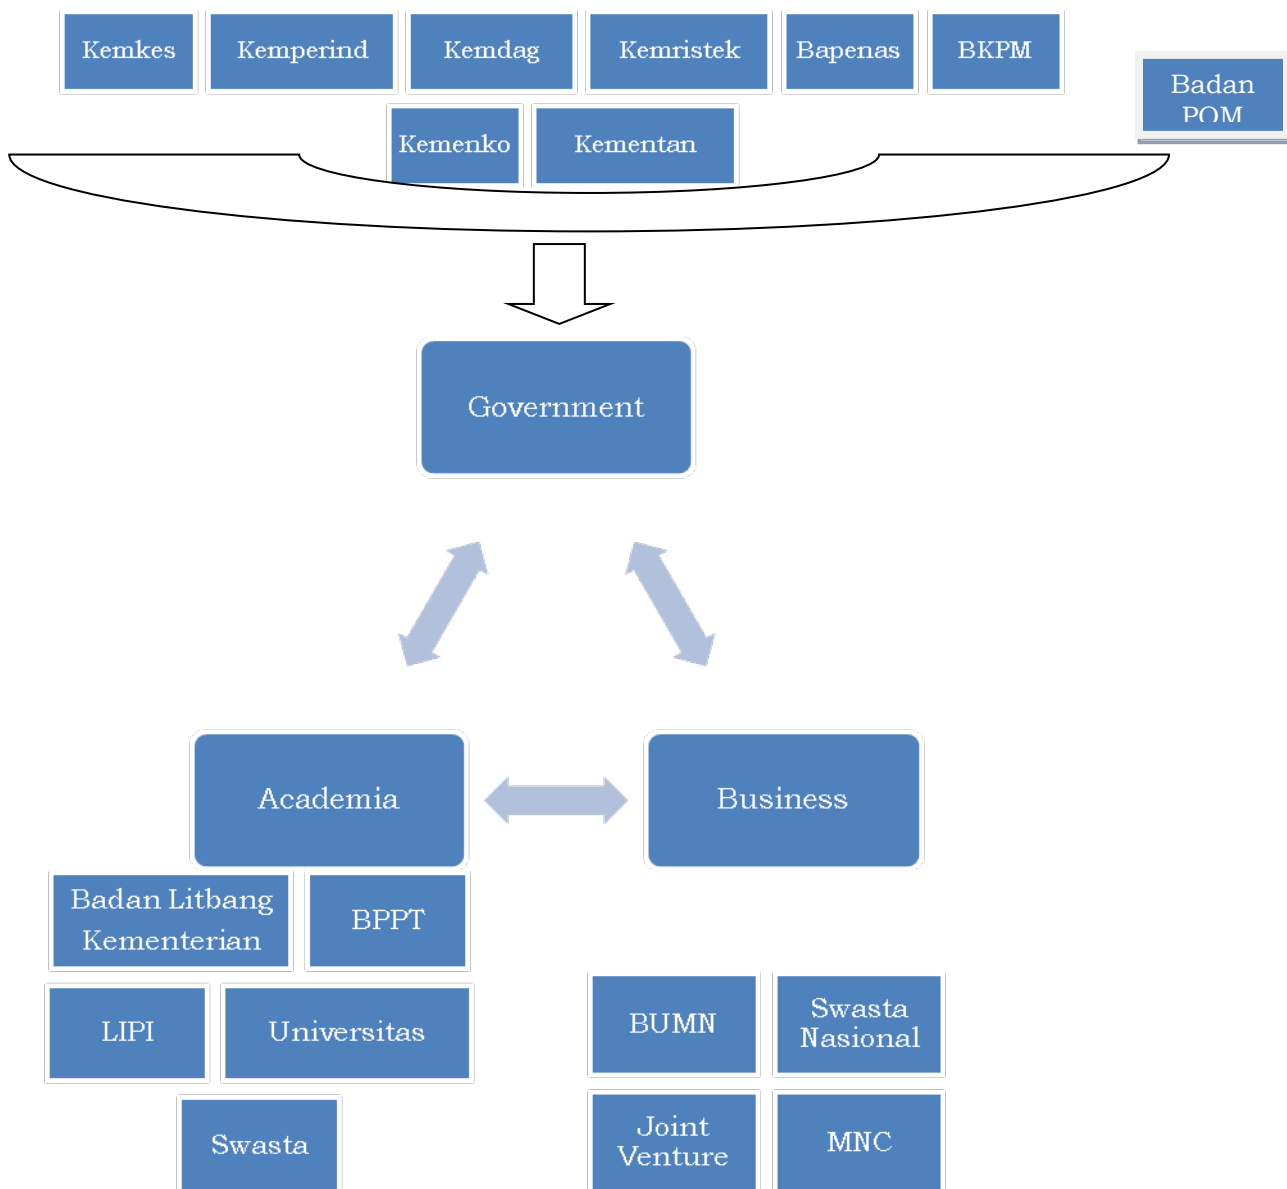 Kemkes
Kemperind
Kemdag
Kemristek
Bapenas
BKPM
Badan
POM
Kemenko
Kementan
Government
Academia
Business
Badan Litbang
Kementerian
BPPT
LIPI
Universitas
Swasta
BUMN
Swasta
Nasional
Joint
Venture
MNC